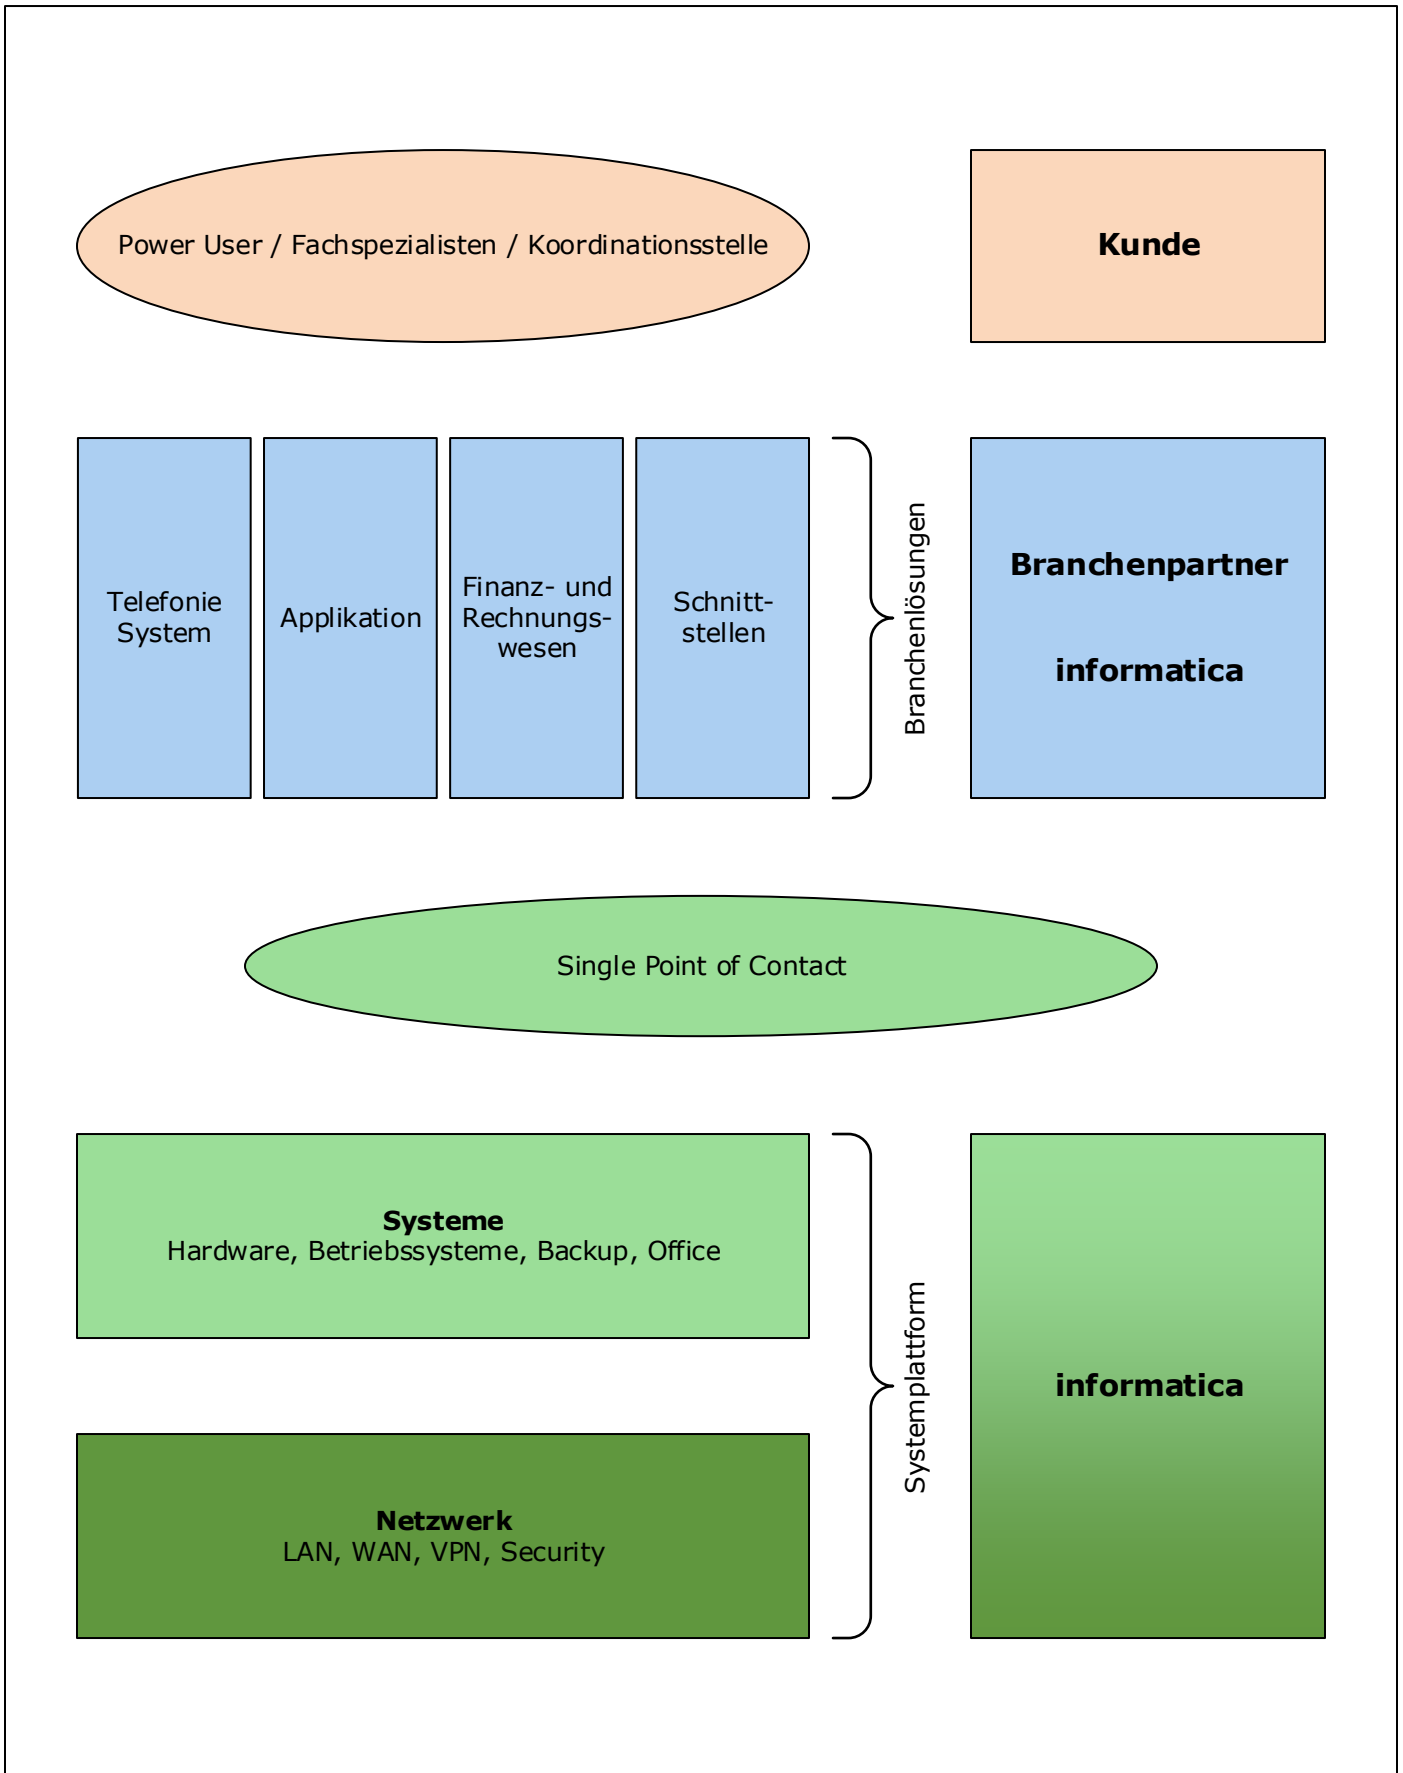 Power User / Fachspezialisten / Koordinationsstelle
Kunde
Telefonie
System
Applikation
Finanz- und
Rechnungs-
wesen
Schnitt-
stellen
Branchenlösungen
Branchenpartner
informatica
Single Point of Contact
Systeme
Hardware, Betriebssysteme, Backup, Office
Netzwerk
LAN, WAN, VPN, Security
Systemplattform
informatica